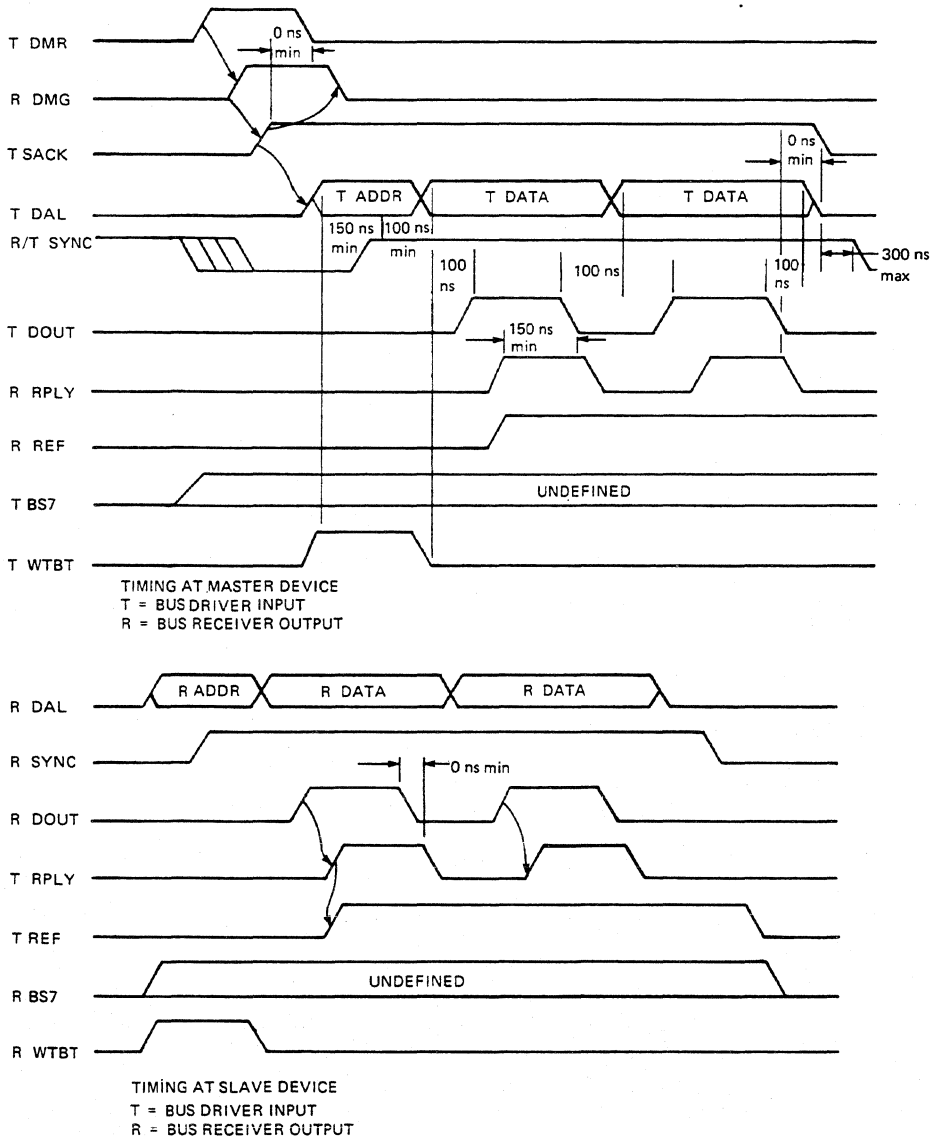 T DMR
0 ns
min
R DMG
T SACK
0 ns
min
T ADDR
T DATA
T DATA
T DAL
150 ns
min
100 ns
min
R/T SYNC
100
ns
100 ns
100
ns
300 ns
max
T DOUT
150 ns
min
R RPLY
R REF
T BS7
UNDEFINED
T WTBT
TIMING AT MASTER DEVICE
T = BUS DRIVER INPUT
R = BUS RECEIVER OUTPUT
R ADDR
R DATA
R DATA
R DAL
R SYNC
0 ns min
R DOUT
T RPLY
T REF
UNDEFINED
R BS7
R WTBT
TIMING AT SLAVE DEVICE
T = BUS DRIVER INPUT
R = BUS RECEIVER OUTPUT